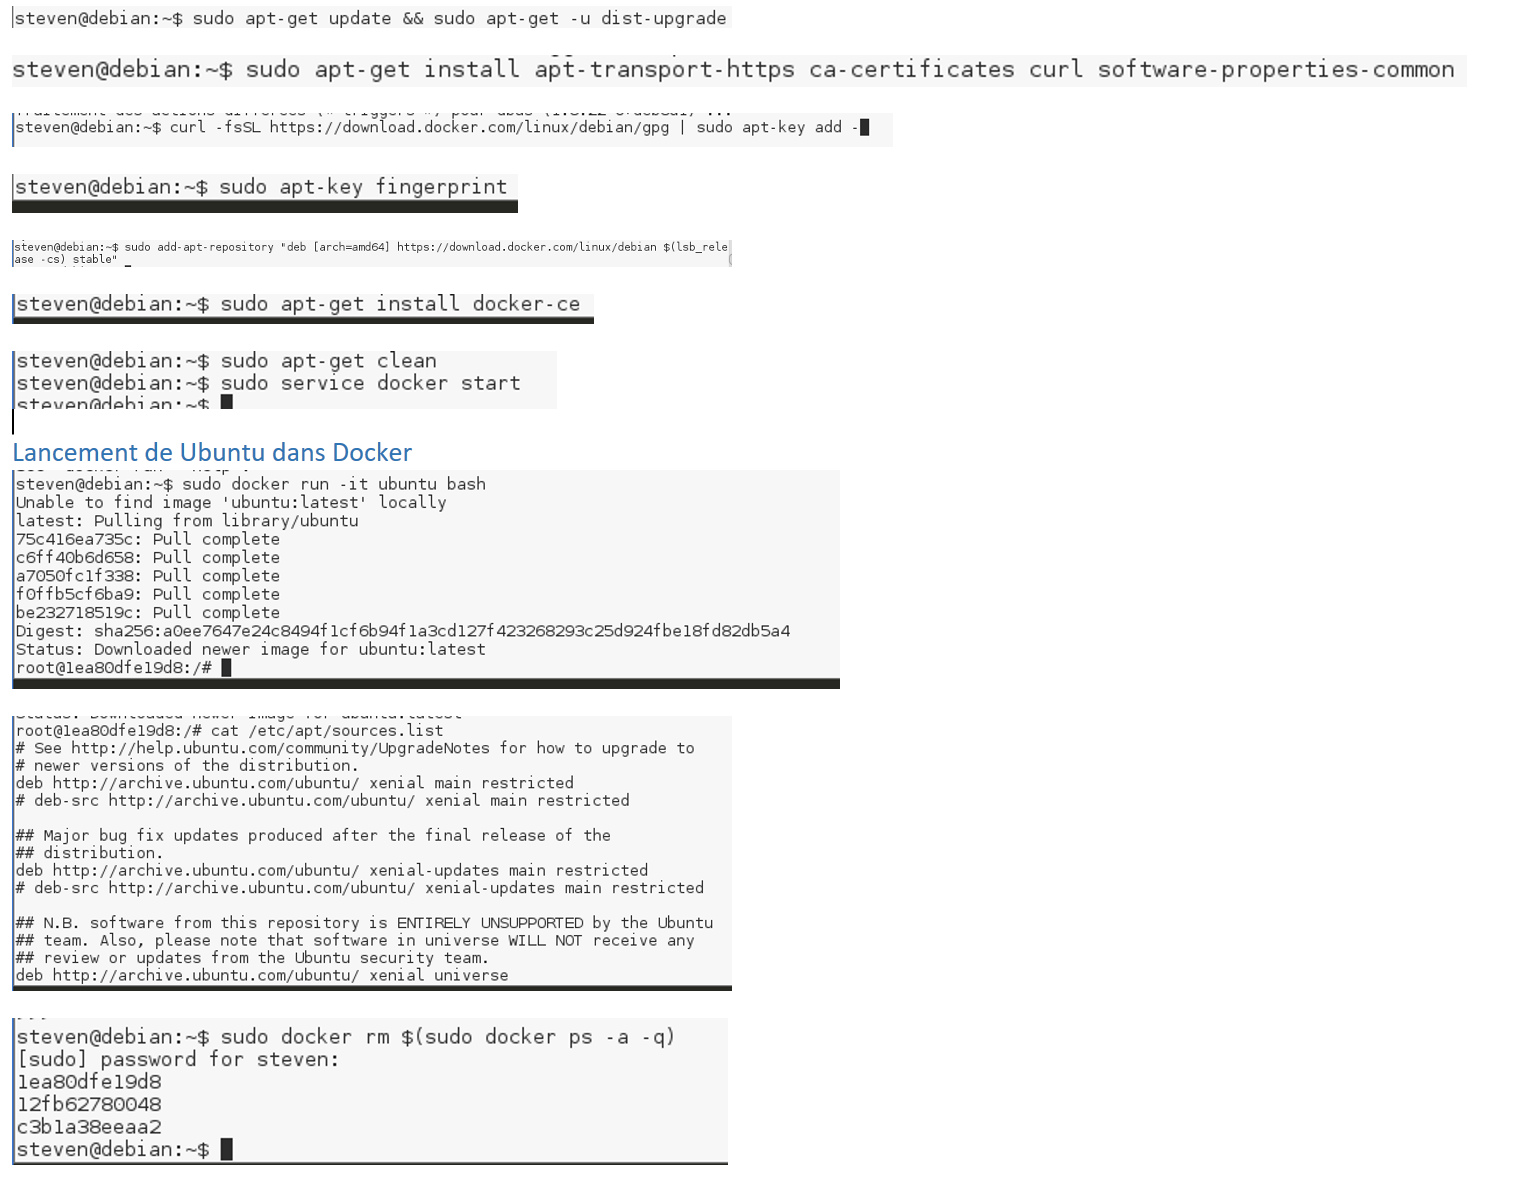 steven@debian:~$ sudo apt-get update && sudo apt-get -u dist-upgrade
steven@debian:~$ sudo apt-get install apt-transport-https ca-certificates curl software-properties-common
steven@debian:~$ curl -fsSL https://download.docker.com/linux/debian/gpg | sudo apt-key add -
steven@debian:~$ sudo apt-key fingerprint
steven@debian:~$ sudo add-apt-repository "deb [arch=amd64] https://download.docker.com/linux/debian $(lsb_rele
ase -cs) stable"
steven@debian:~$ sudo apt-get install docker-ce
steven@debian:~$ sudo apt-get clean
steven@debian:~$ sudo service docker start
steven@debian:~$
Lancement de Ubuntu dans Docker
steven@debian:~$ sudo docker run -it ubuntu bash
Unable to find image 'ubuntu:latest' locally
latest: Pulling from library/ubuntu
75c416ea735c: Pull complete
c6ff40b6d658: Pull complete
a7050fc1f338: Pull complete
f0ffb5cf6ba9: Pull complete
be232718519c: Pull complete
Digest: sha256:a0ee7647e24c8494f1cf6b94f1a3cd127f423268293c25d924fbe18fd82db5a4
Status: Downloaded newer image for ubuntu:latest
root@1ea80dfe19d8:/#
Status: Downloaded newer image for ubuntu:latest
root@1ea80dfe19d8:/# cat /etc/apt/sources.list
# See http://help.ubuntu.com/community/UpgradeNotes for how to upgrade to
# newer versions of the distribution.
deb http://archive.ubuntu.com/ubuntu/ xenial main restricted
# deb-src http://archive.ubuntu.com/ubuntu/ xenial main restricted
## Major bug fix updates produced after the final release of the
## distribution.
deb http://archive.ubuntu.com/ubuntu/ xenial-updates main restricted
# deb-src http://archive.ubuntu.com/ubuntu/ xenial-updates main restricted
## N.B. software from this repository is ENTIRELY UNSUPPORTED by the Ubuntu
## team. Also, please note that software in universe WILL NOT receive any
## review or updates from the Ubuntu security team.
deb http://archive.ubuntu.com/ubuntu/ xenial universe
steven@debian:~$ sudo docker rm $(sudo docker ps -a -q)
[sudo] password for steven:
1ea80dfe19d8
12fb62780048
c3b1a38eeaa2
steven@debian:~$